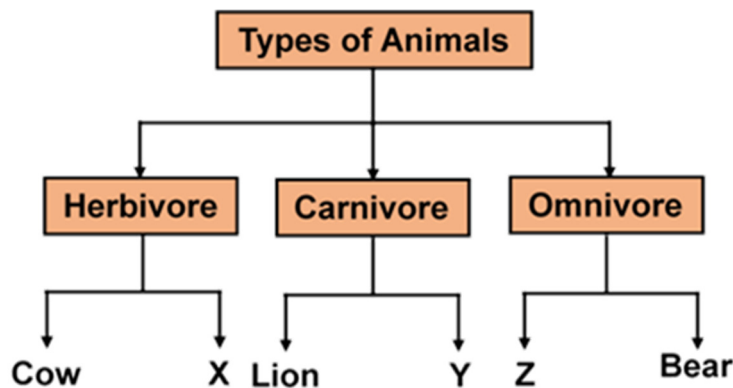 Types of Animals
Herbivore
Carnivore
Omnivore
Cow
X
Lion
Y
Z
Bear